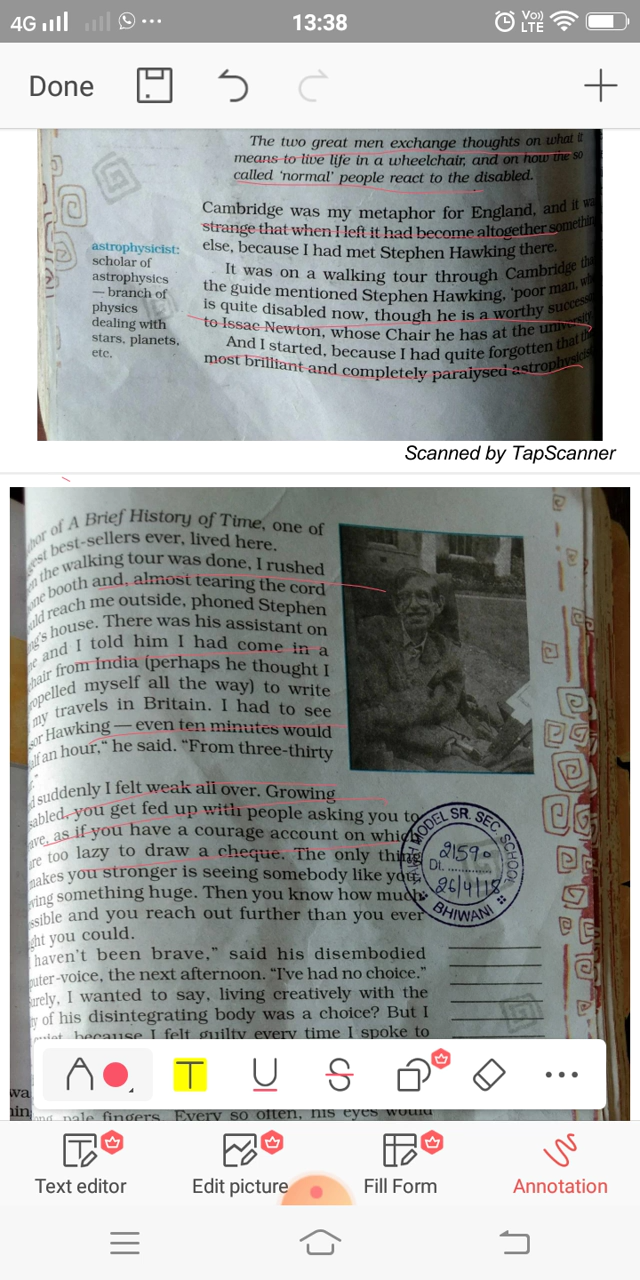 4G
13:38
Vo))
LTE
Done
The two great men exchange thoughts on what it
means to live life in a wheelchair, and on how the so
called 'normal' people react to the disabled.
Cambridge was my metaphor for England, and it
strange that when I left it had become altogether
else, because I had met Stephen Hawking there.
It was on a walking tour through Cambridge
the guide mentioned Stephen Hawking, 'poor man,
is quite disabled now, though he is a worthy
to Issac Newton, whose Chair he has at the university
And I started, because I had quite forgotten that
most brilliant and completely paralysed
astrophysicist:
scholar of
astrophysics
— branch of
physics
dealing with
stars, planets,
etc.
Scanned by TapScanner
of A Brief History of Time, one of
best-sellers ever, lived here.
the walking tour was done, I rushed
booth and, almost tearing the cord
reach me outside, phoned Stephen
house. There was his assistant on
and I told him I had come in a
from India (perhaps he thought I
myself all the way) to write
my travels in Britain. I had to see
Hawking — even ten minutes would
an hour," he said. "From three-thirty
suddenly I felt weak all over. Growing
you get fed up with people asking you to
as if you have a courage account on which
are too lazy to draw a cheque. The only thing
makes you stronger is seeing somebody like you,
something huge. Then you know how much
and you reach out further than you ever
you could.
haven't been brave," said his disembodied
the next afternoon. "I've had no choice."
I wanted to say, living creatively with the
of his disintegrating body was a choice? But I
because I felt guilty every time I spoke to
MODEL SR. SEC. SCHOOL
21590
Dt.
26/4/18
BHIWANI
pale fingers. Every so often, his eyes would
T
U
S
Text editor
Edit picture
Fill Form
Annotation